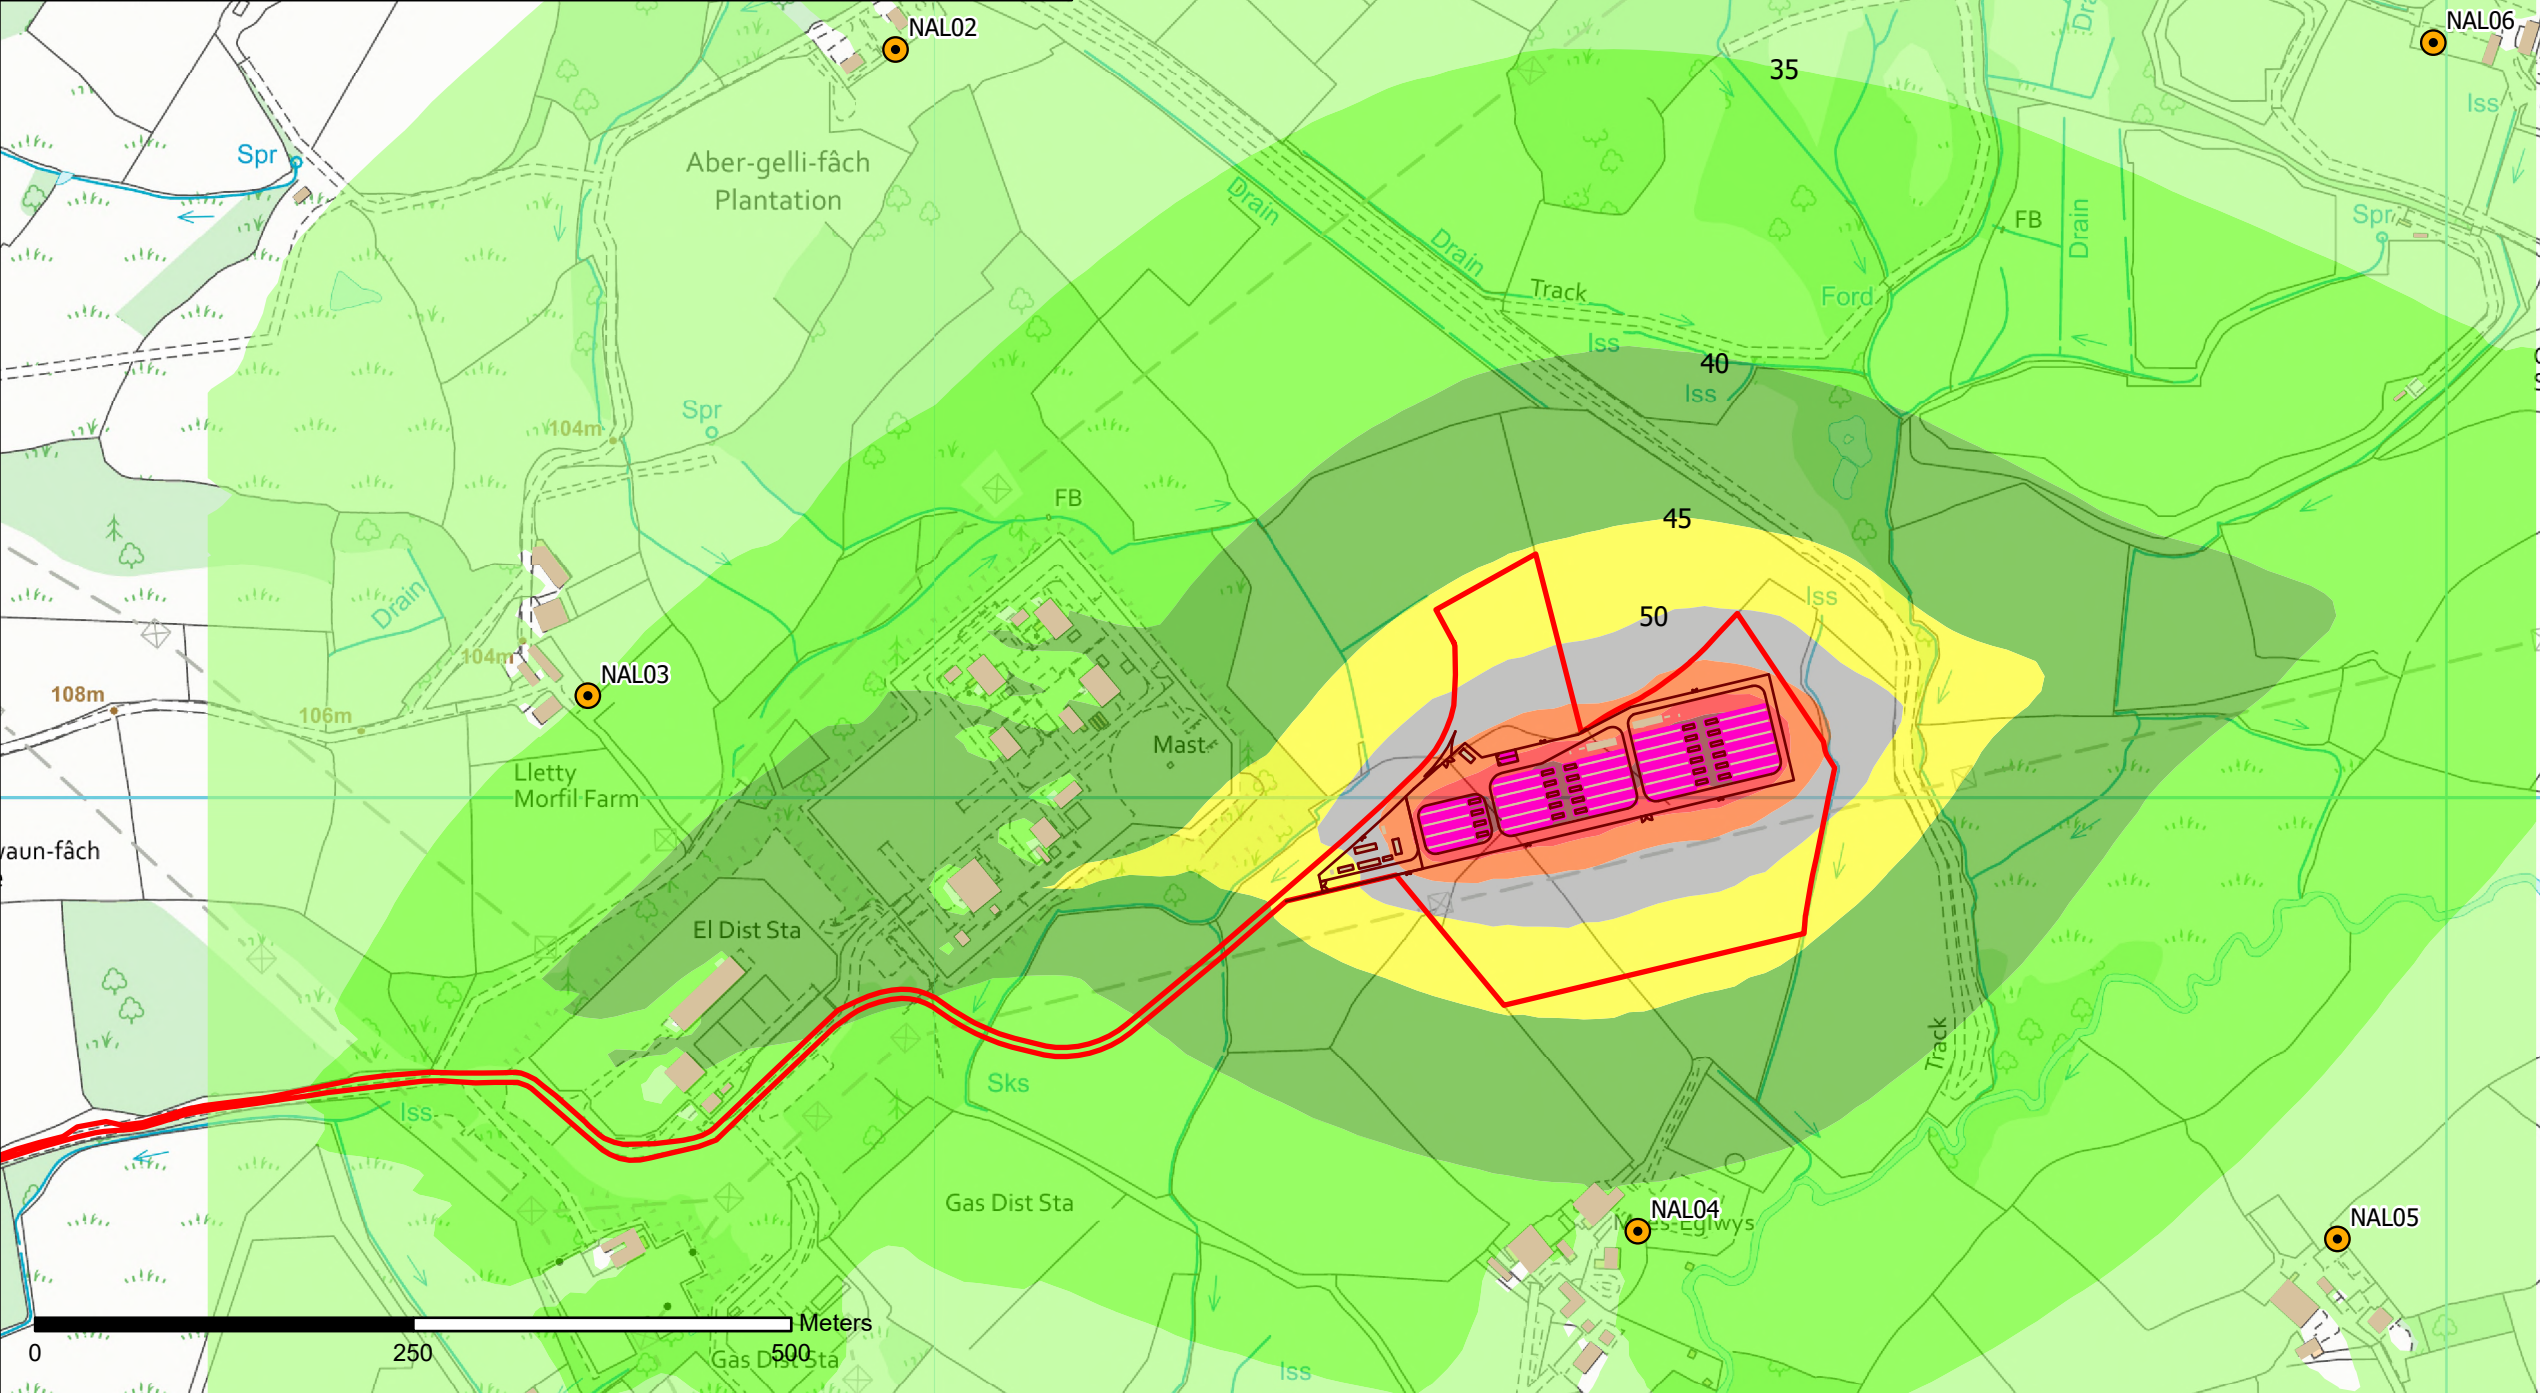 NAL02
NAL06
35
Drain
Iss
Spr
Aber-gelli-fâch
Plantation
Drain
Spr
FB
Drain
Drain
Track
Ford
Iss
40
Iss
Spr
104m
FB
45
Drain
Iss
50
104m
NAL03
108m
106m
Mast
Lletty
Morfil Farm
El Dist Sta
Track
Sks
Iss
Gas Dist Sta
NAL04
NAL05
Meters
0
250
500
Gas Dist Sta
Iss